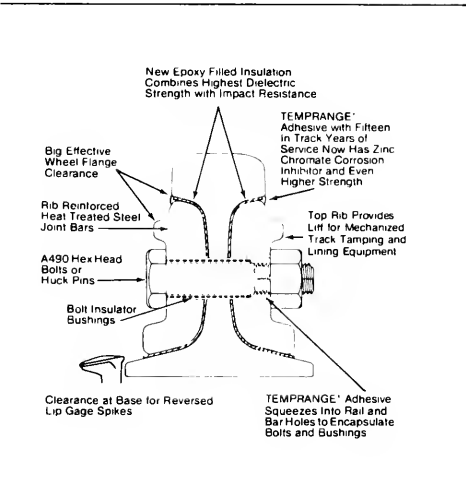 New Epoxy Filled Insulation
Combines Highest Dielectric
Strength with Impact Resistance
TEMPRANGE'
Adhesive with Fifteen
in Track Years of
Service Now Has Zinc
Chromate Corrosion
Inhibitor and Even
Higher Strength
Big Effective
Wheel Flange
Clearance
Rib Reinforced
Heat Treated Steel
Joint Bars
Top Rib Provides
Lift for Mechanized
Track Tamping and
Lining Equipment
A490 Hex Head
Bolts or
Huck Pins
Bolt Insulator
Bushings
Clearance at Base for Reversed
Lip Gage Spikes
TEMPRANGE' Adhesive
Squeezes Into Rail and
Bar Holes to Encapsulate
Bolts and Bushings